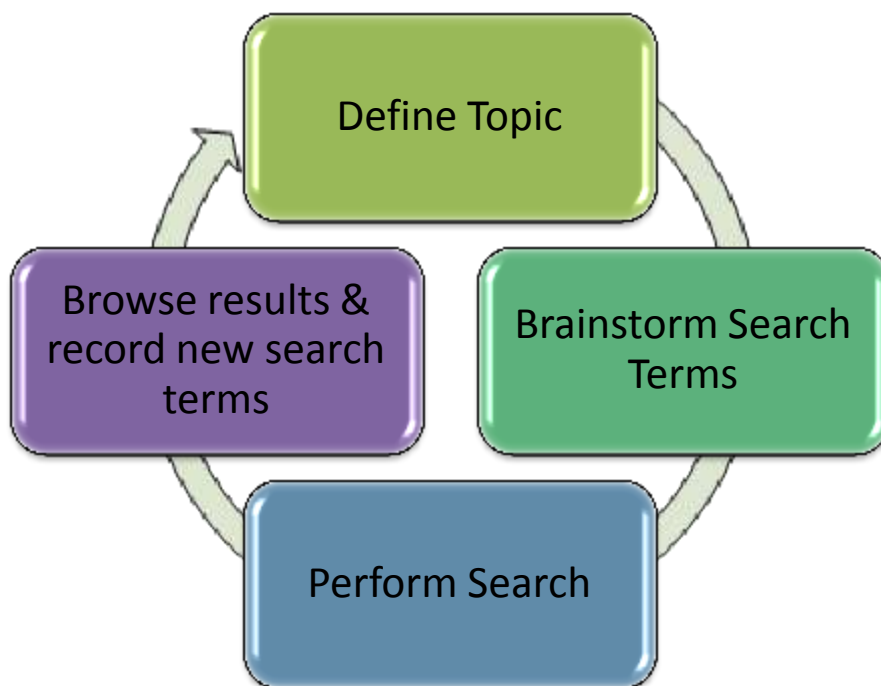 Define Topic
Brainstorm Search
Terms
Perform Search
Browse results &
record new search
terms